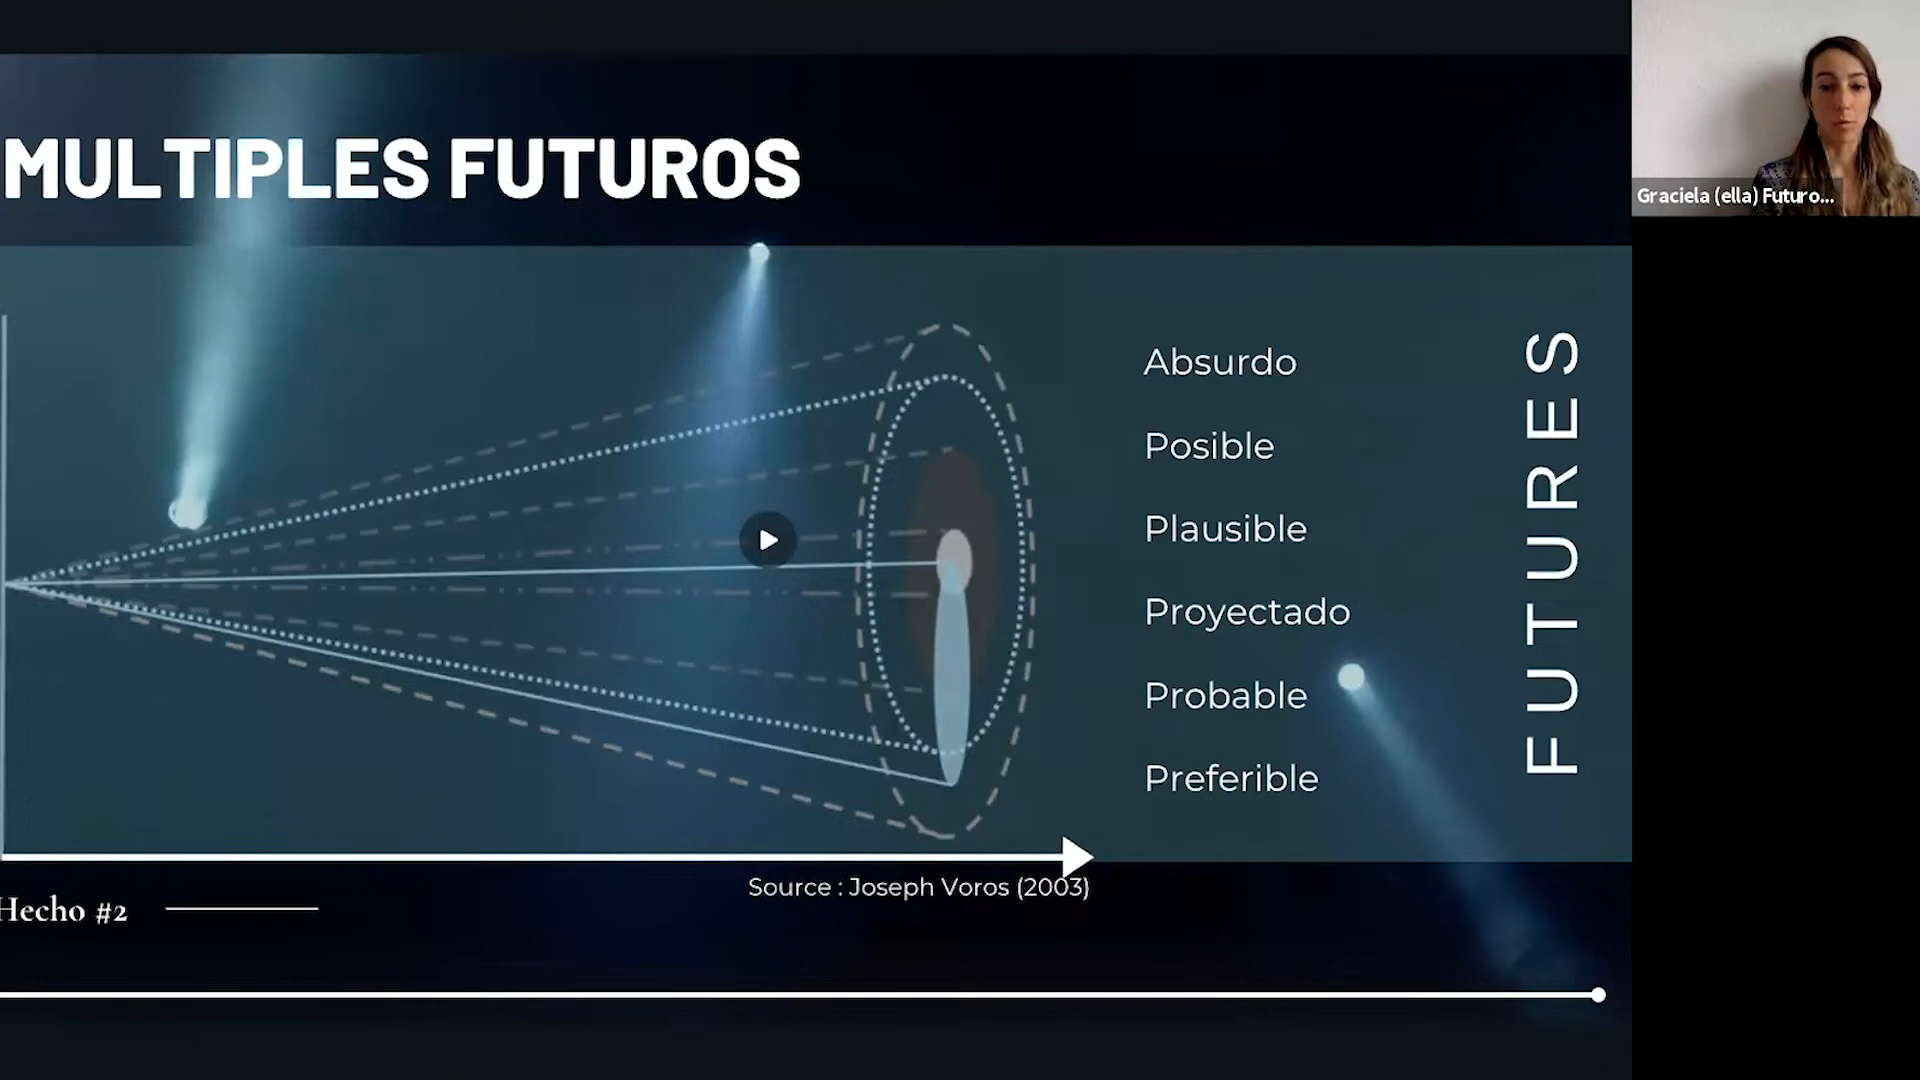 MULTIPLES FUTUROS
Graciela (ella) Futuro...
Absurdo
Posible
Plausible
Proyectado
Probable
Preferible
FUTURES
Source : Joseph Voros (2003)
Hecho #2